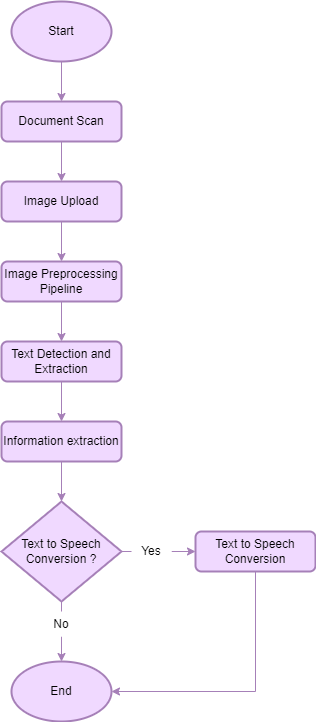 Start
Document Scan
Image Upload
Image Preprocessing
Pipeline
Text Detection and
Extraction
Information extraction
Text to Speech
Conversion ?
Yes
Text to Speech
Conversion
No
End